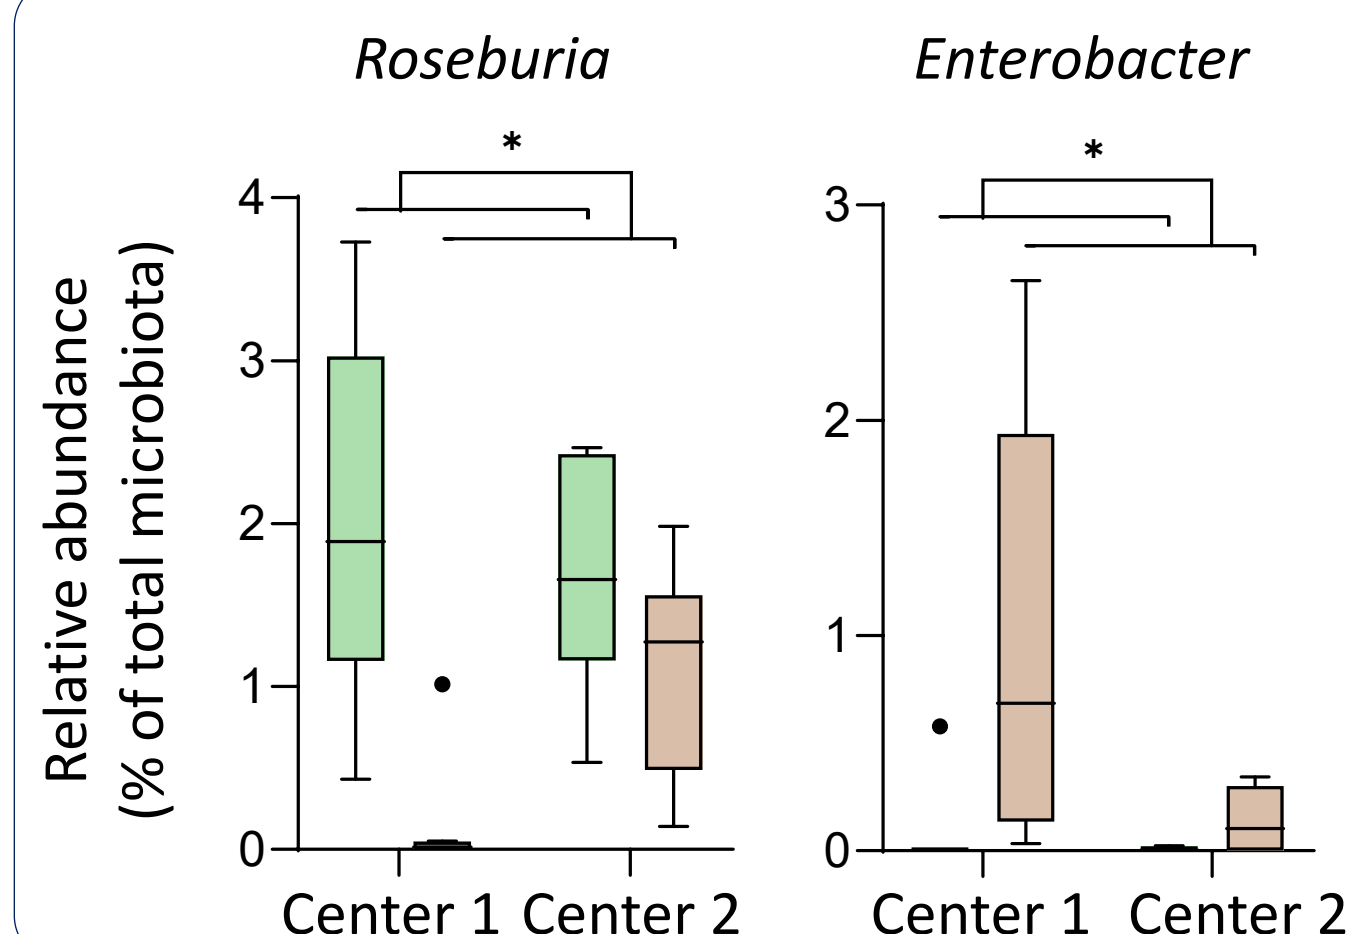 Roseburia
Enterobacter
*
*
Relative abundance
(% of total microbiota)
4
3
2
1
0
3
2
1
0
Center 1
Center 2
Center 1
Center 2